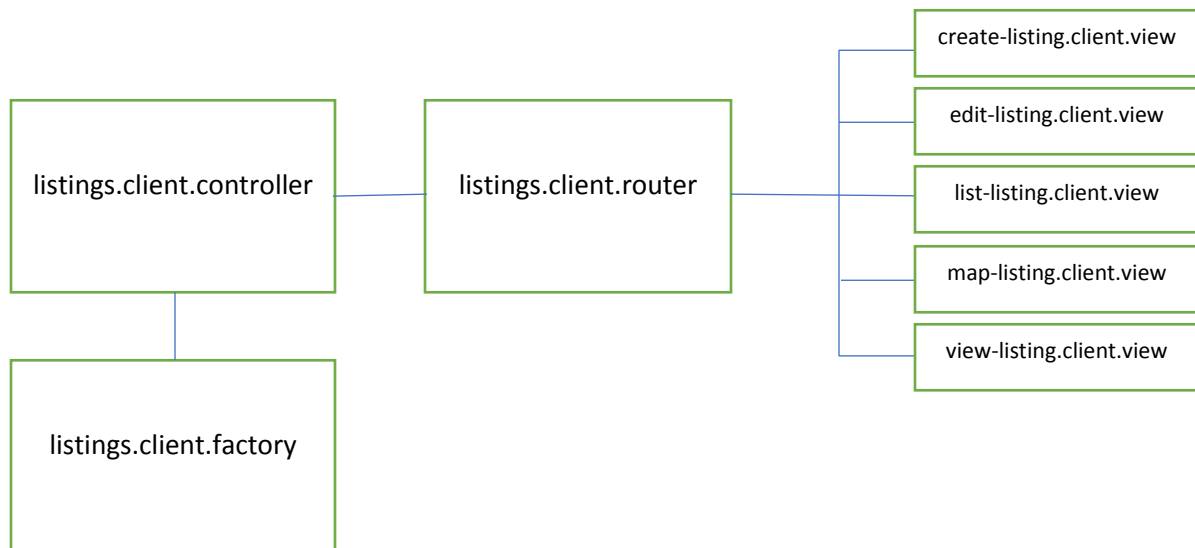 create-listing.client.view
edit-listing.client.view
listings.client.controller
listings.client.router
list-listing.client.view
map-listing.client.view
view-listing.client.view
listings.client.factory